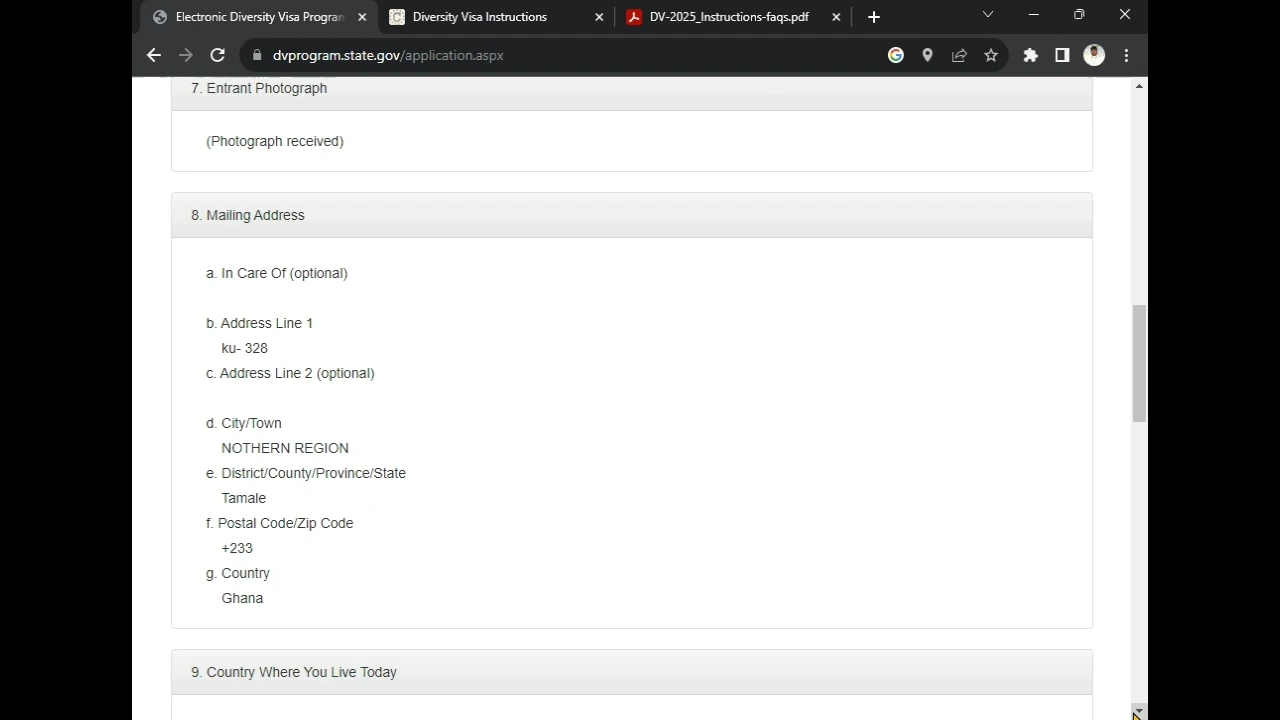 Electronic Diversity Visa Progran
Diversity Visa Instructions
DV-2025_Instructions-faqs.pdf
dvprogram.state.gov/application.aspx
7. Entrant Photograph
(Photograph received)
8. Mailing Address
a. In Care Of (optional)
b. Address Line 1
ku- 328
c. Address Line 2 (optional)
d. City/Town
NOTHERN REGION
e. District/County/Province/State
Tamale
f. Postal Code/Zip Code
+233
g. Country
Ghana
9. Country Where You Live Today